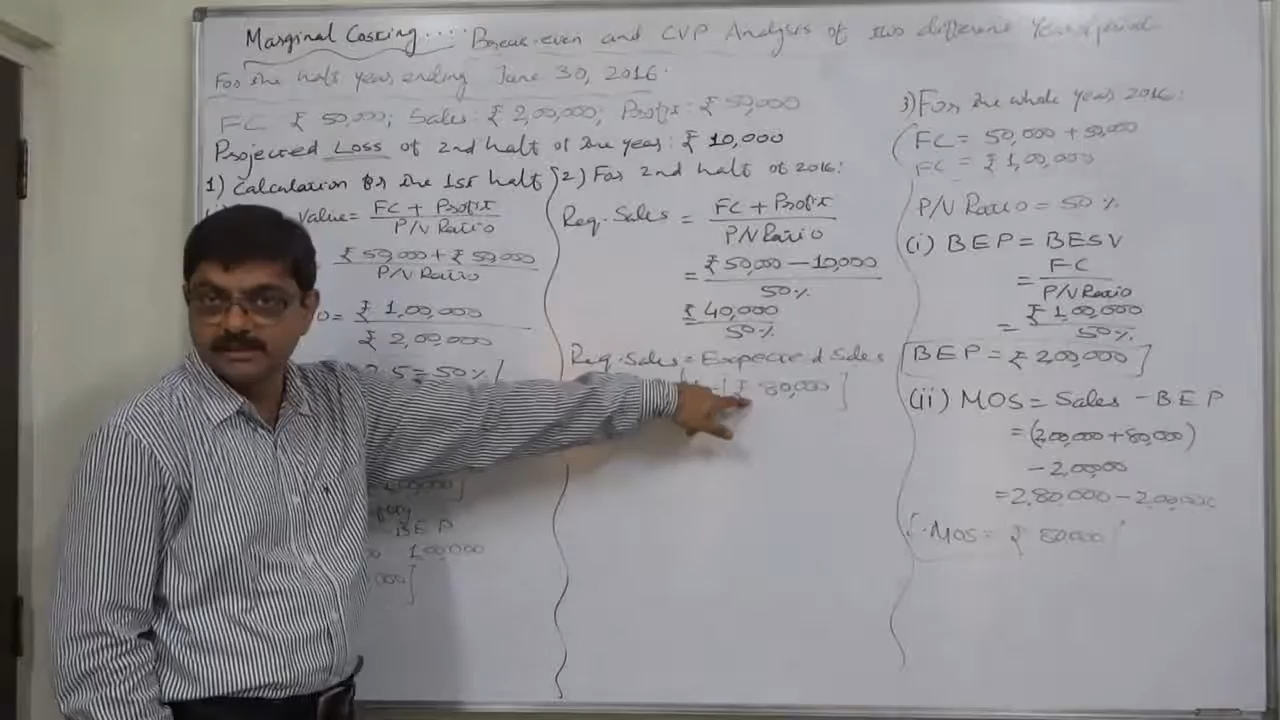 Marginal Costing.... Break-even and CVP Analysis of two different Years/period
For the half year ending June 30, 2016.
FC ₹ 50,000; Sales: ₹ 2,00,000; Profit: ₹ 50,000
Projected Loss of 2nd half of the year: ₹ 10,000
1) Calculation for the 1st half
Value = FC + Profit
P/V Ratio
₹ 50,000 + ₹ 50,000
P/V Ratio
= ₹ 1,00,000
₹ 2,00,000
= 50%
BEP
1,00,000
2) For 2nd half of 2016:
Req. Sales = FC + Profit
P/V Ratio
= ₹ 50,000 - 10,000
50%
₹ 40,000
50%
Req. Sales = Expected Sales
₹ 80,000
3) For the whole year 2016:
FC = 50,000 + 50,000
FC = ₹ 1,00,000
P/V Ratio = 50%
(i) BEP = BESV
= FC
P/V Ratio
= ₹ 1,00,000
50%
BEP = ₹ 200,000
(ii) MOS = Sales - BEP
= (200,000 + 80,000)
- 2,00,000
= 2,80,000 - 200,000
∴ MOS = ₹ 80,000